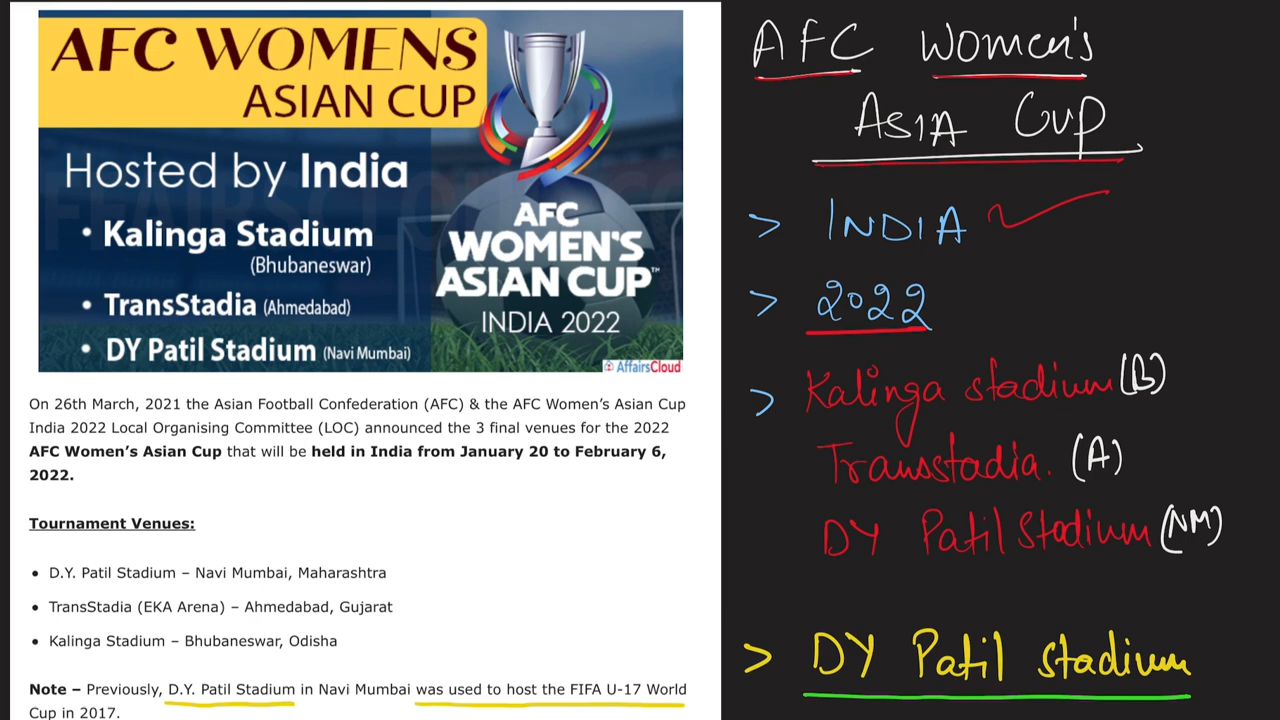 AFC WOMENS
ASIAN CUP
Hosted by India
• Kalinga Stadium
(Bhubaneswar)
• TransStadia (Ahmedabad)
• DY Patil Stadium (Navi Mumbai)
AFC
WOMEN'S
ASIAN CUP™
INDIA 2022
AffairsCloud
On 26th March, 2021 the Asian Football Confederation (AFC) & the AFC Women's Asian Cup
India 2022 Local Organising Committee (LOC) announced the 3 final venues for the 2022
AFC Women's Asian Cup that will be held in India from January 20 to February 6,
2022.
Tournament Venues:
• D.Y. Patil Stadium – Navi Mumbai, Maharashtra
• TransStadia (EKA Arena) – Ahmedabad, Gujarat
• Kalinga Stadium – Bhubaneswar, Odisha
Note – Previously, D.Y. Patil Stadium in Navi Mumbai was used to host the FIFA U-17 World
Cup in 2017.
AFC Women's
ASIA Cup
> INDIA ✓
> 2022
> Kalinga stadium (B)
Transstadia. (A)
DY Patil Stadium (NM)
> DY Patil stadium